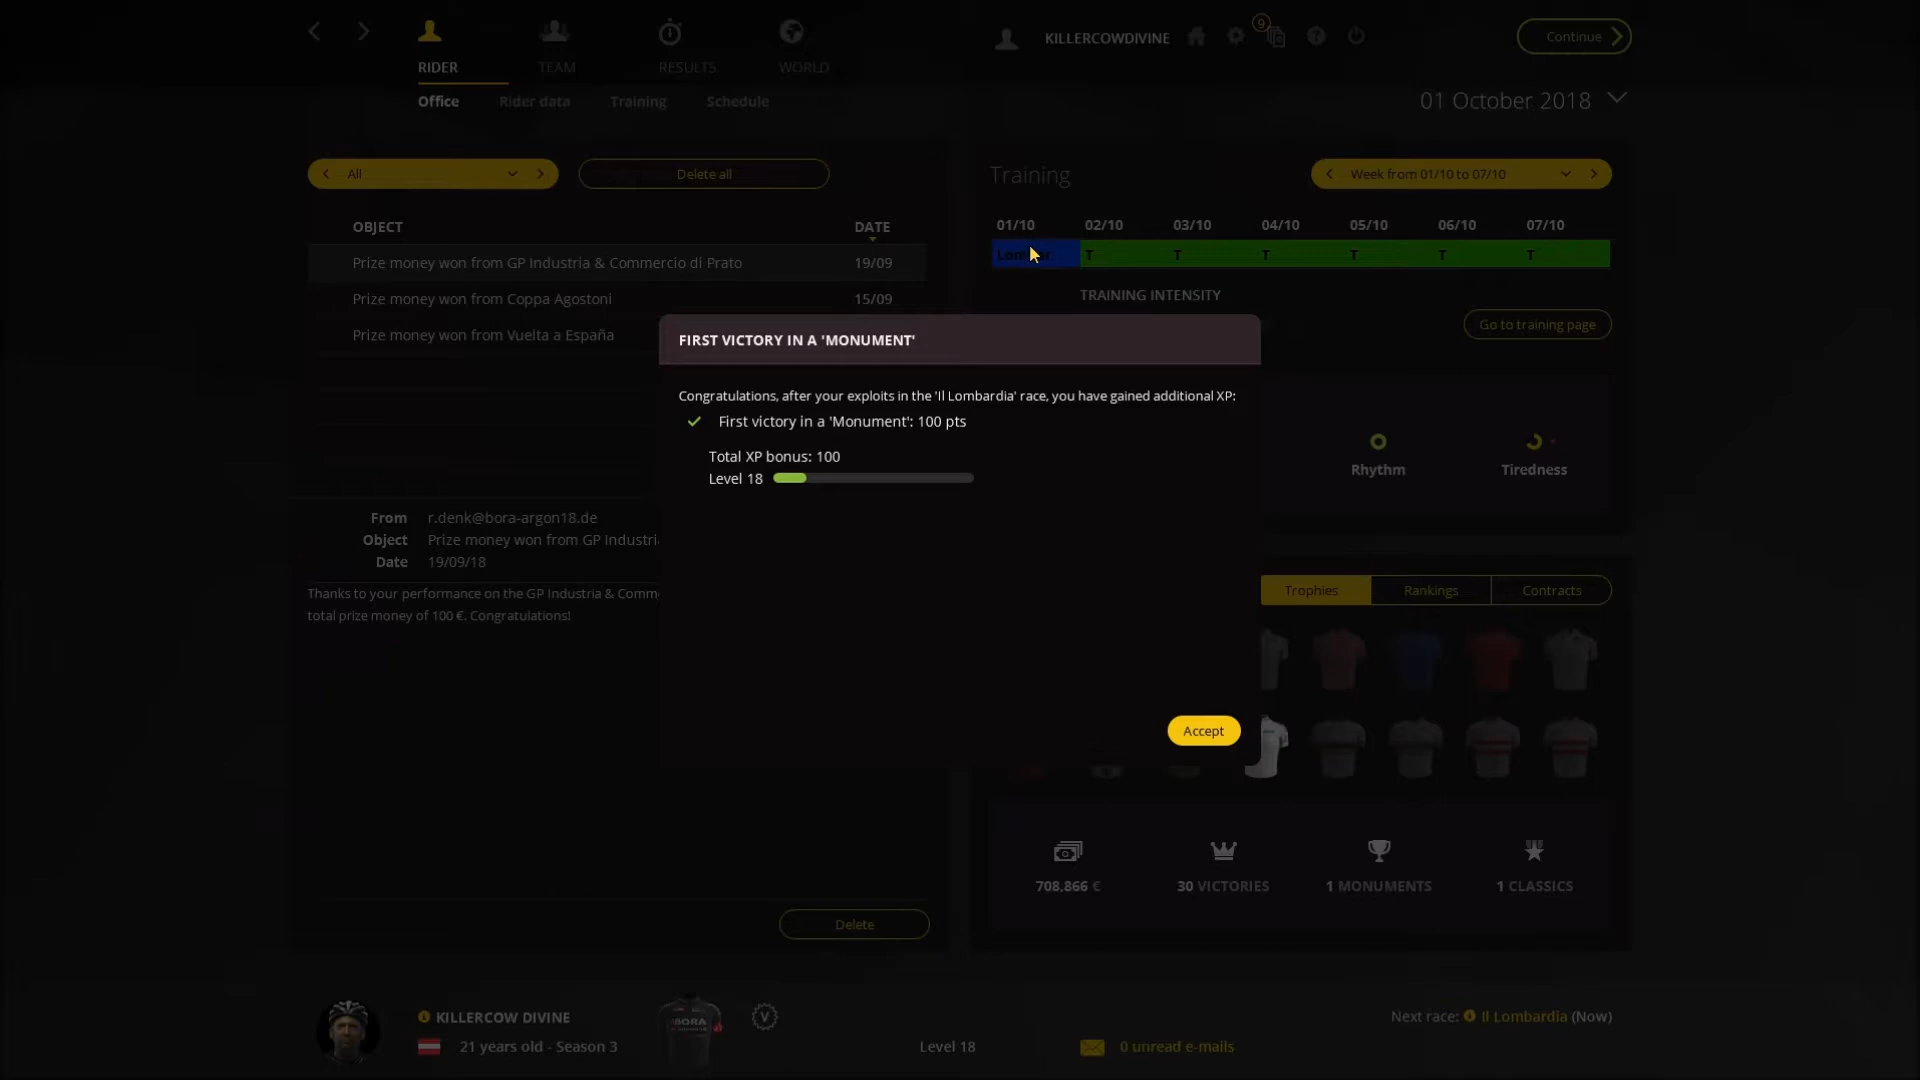 9
KILLERCOWDIVINE
Continue
RIDER
TEAM
RESULTS
WORLD
Office
Rider data
Training
Schedule
01 October 2018
All
Delete all
OBJECT
DATE
Prize money won from GP Industria & Commercio di Prato
19/09
Prize money won from Coppa Agostoni
15/09
Prize money won from Vuelta a España
Training
Week from 01/10 to 07/10
01/10
02/10
03/10
04/10
05/10
06/10
07/10
T
T
T
T
T
T
TRAINING INTENSITY
Go to training page
Rhythm
Tiredness
FIRST VICTORY IN A 'MONUMENT'
Congratulations, after your exploits in the 'Il Lombardia' race, you have gained additional XP:
First victory in a 'Monument': 100 pts
Total XP bonus: 100
Level 18
Accept
From
r.denk@bora-argon18.de
Object
Prize money won from GP
Date
19/09/18
Thanks to your performance on the GP Industria &
total prize money of 100 €. Congratulations!
Delete
Trophies
Rankings
Contracts
708,866 €
30 VICTORIES
1 MONUMENTS
1 CLASSICS
KILLERCOW DIVINE
21 years old - Season 3
BORA
V
Level 18
Next race: Il Lombardia (Now)
0 unread e-mails